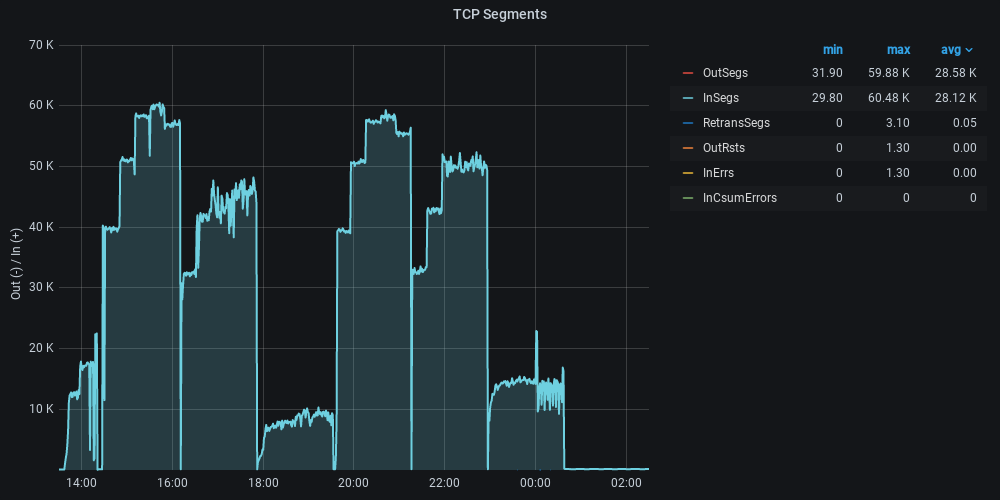 TCP Segments
70 K
60 K
50 K
40 K
30 K
20 K
10 K
Out (-) / In (+)
14:00 16:00 18:00 20:00 22:00 00:00 02:00
min max avg
OutSegs 31.90 59.88 K 28.58 K
InSegs 29.80 60.48 K 28.12 K
RetransSegs 0 3.10 0.05
OutRsts 0 1.30 0.00
InErrs 0 1.30 0.00
InCsumErrors 0 0 0